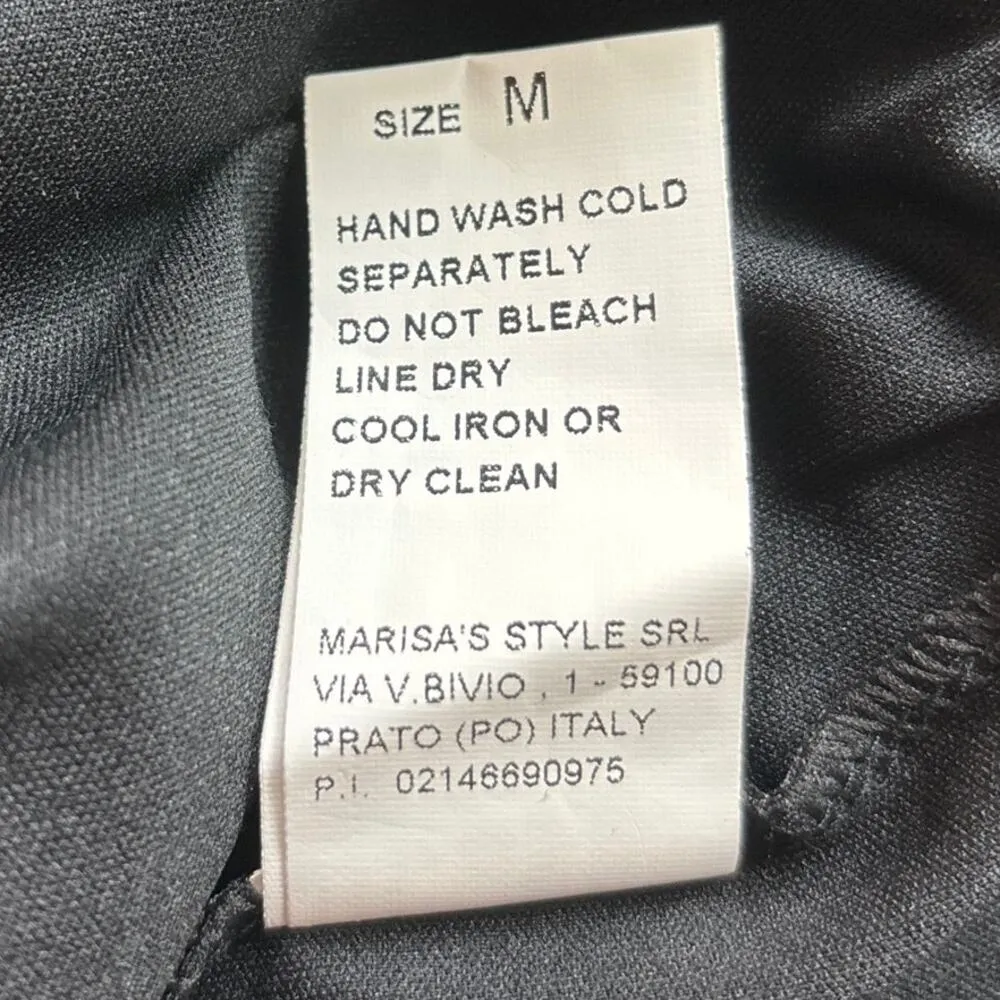 SIZE M
HAND WASH COLD
SEPARATELY
DO NOT BLEACH
LINE DRY
COOL IRON OR
DRY CLEAN
MARISA'S STYLE SRL
VIA V.BIVIO , 1 - 59100
PRATO (PO) ITALY
P.I. 02146690975